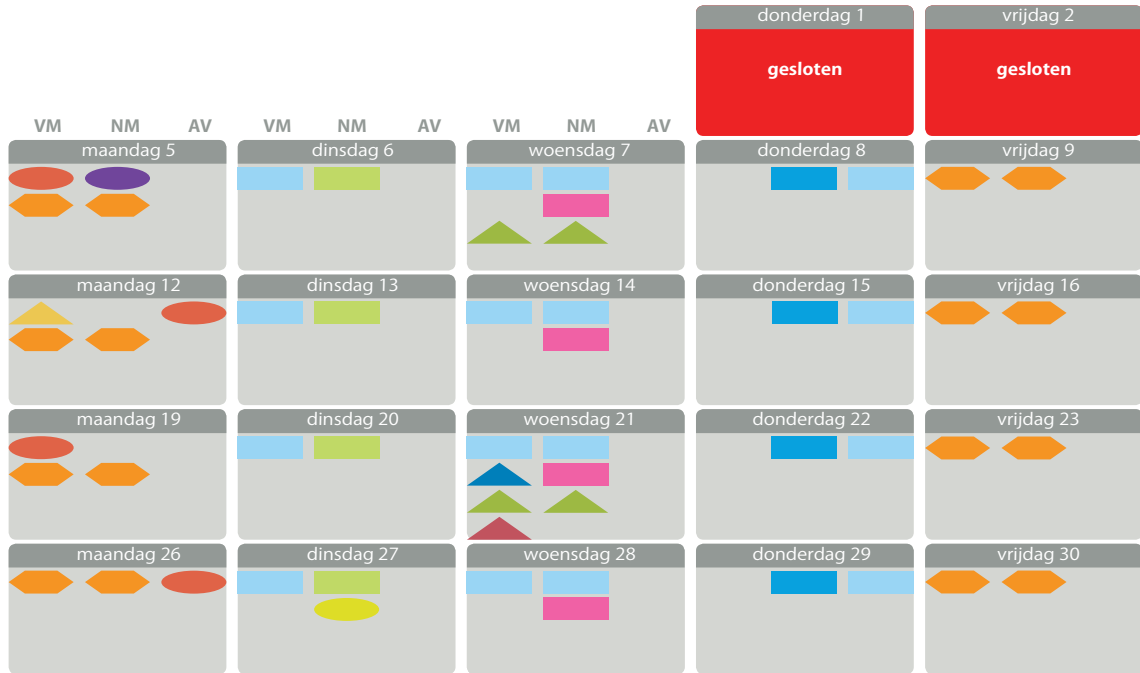 donderdag 1 vrijdag 2
gesloten gesloten
VM NM AV VM NM AV VM NM AV
maandag 5 dinsdag 6 woensdag 7 donderdag 8 vrijdag 9
maandag 12 dinsdag 13 woensdag 14 donderdag 15 vrijdag 16
maandag 19 dinsdag 20 woensdag 21 donderdag 22 vrijdag 23
maandag 26 dinsdag 27 woensdag 28 donderdag 29 vrijdag 30